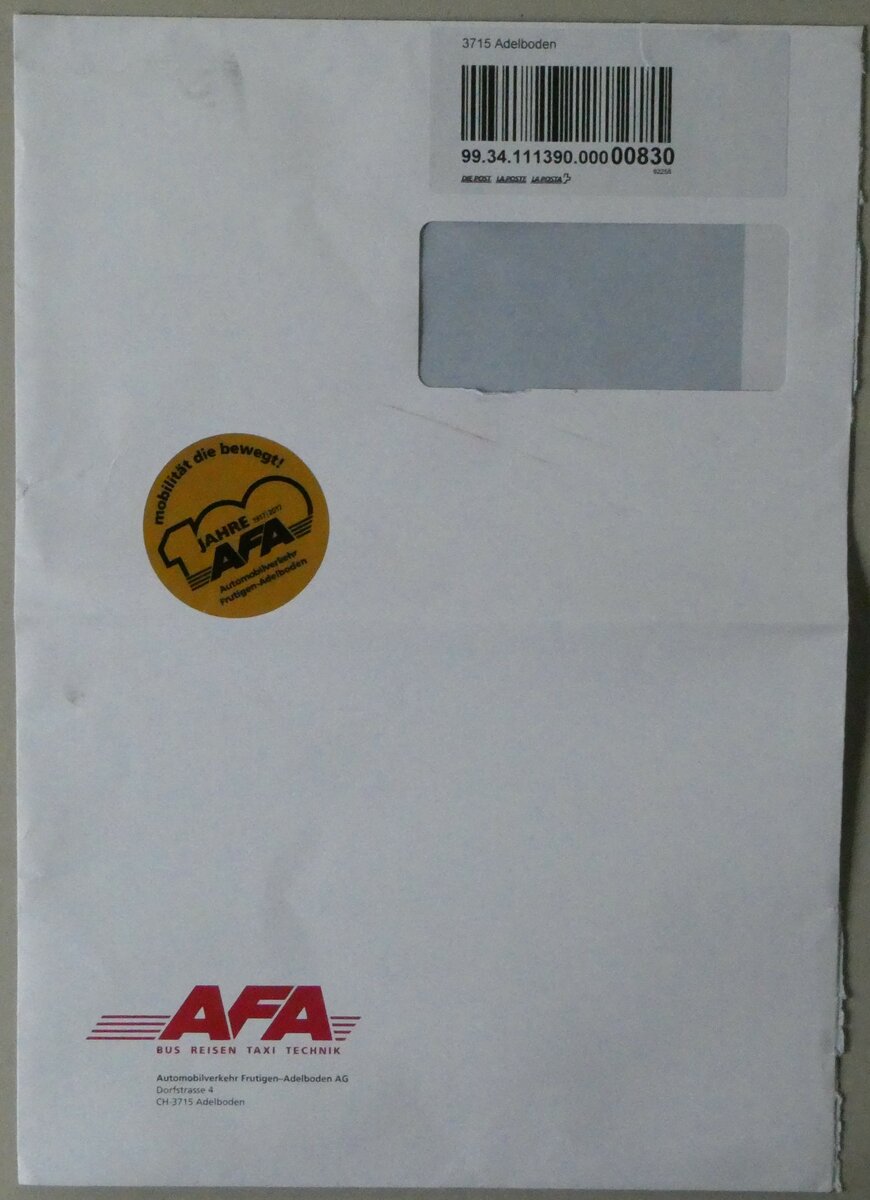 3715 Adelboden
99.34.111390.00000830
62256
DIE POST LA POSTE LA POSTA
mobilität die bewegt!
100
JAHRE 1917-2017
AFA
Automobilverkehr
Frutigen-Adelboden
AFA
BUS REISEN TAXI TECHNIK
Automobilverkehr Frutigen–Adelboden AG
Dorfstrasse 4
CH-3715 Adelboden